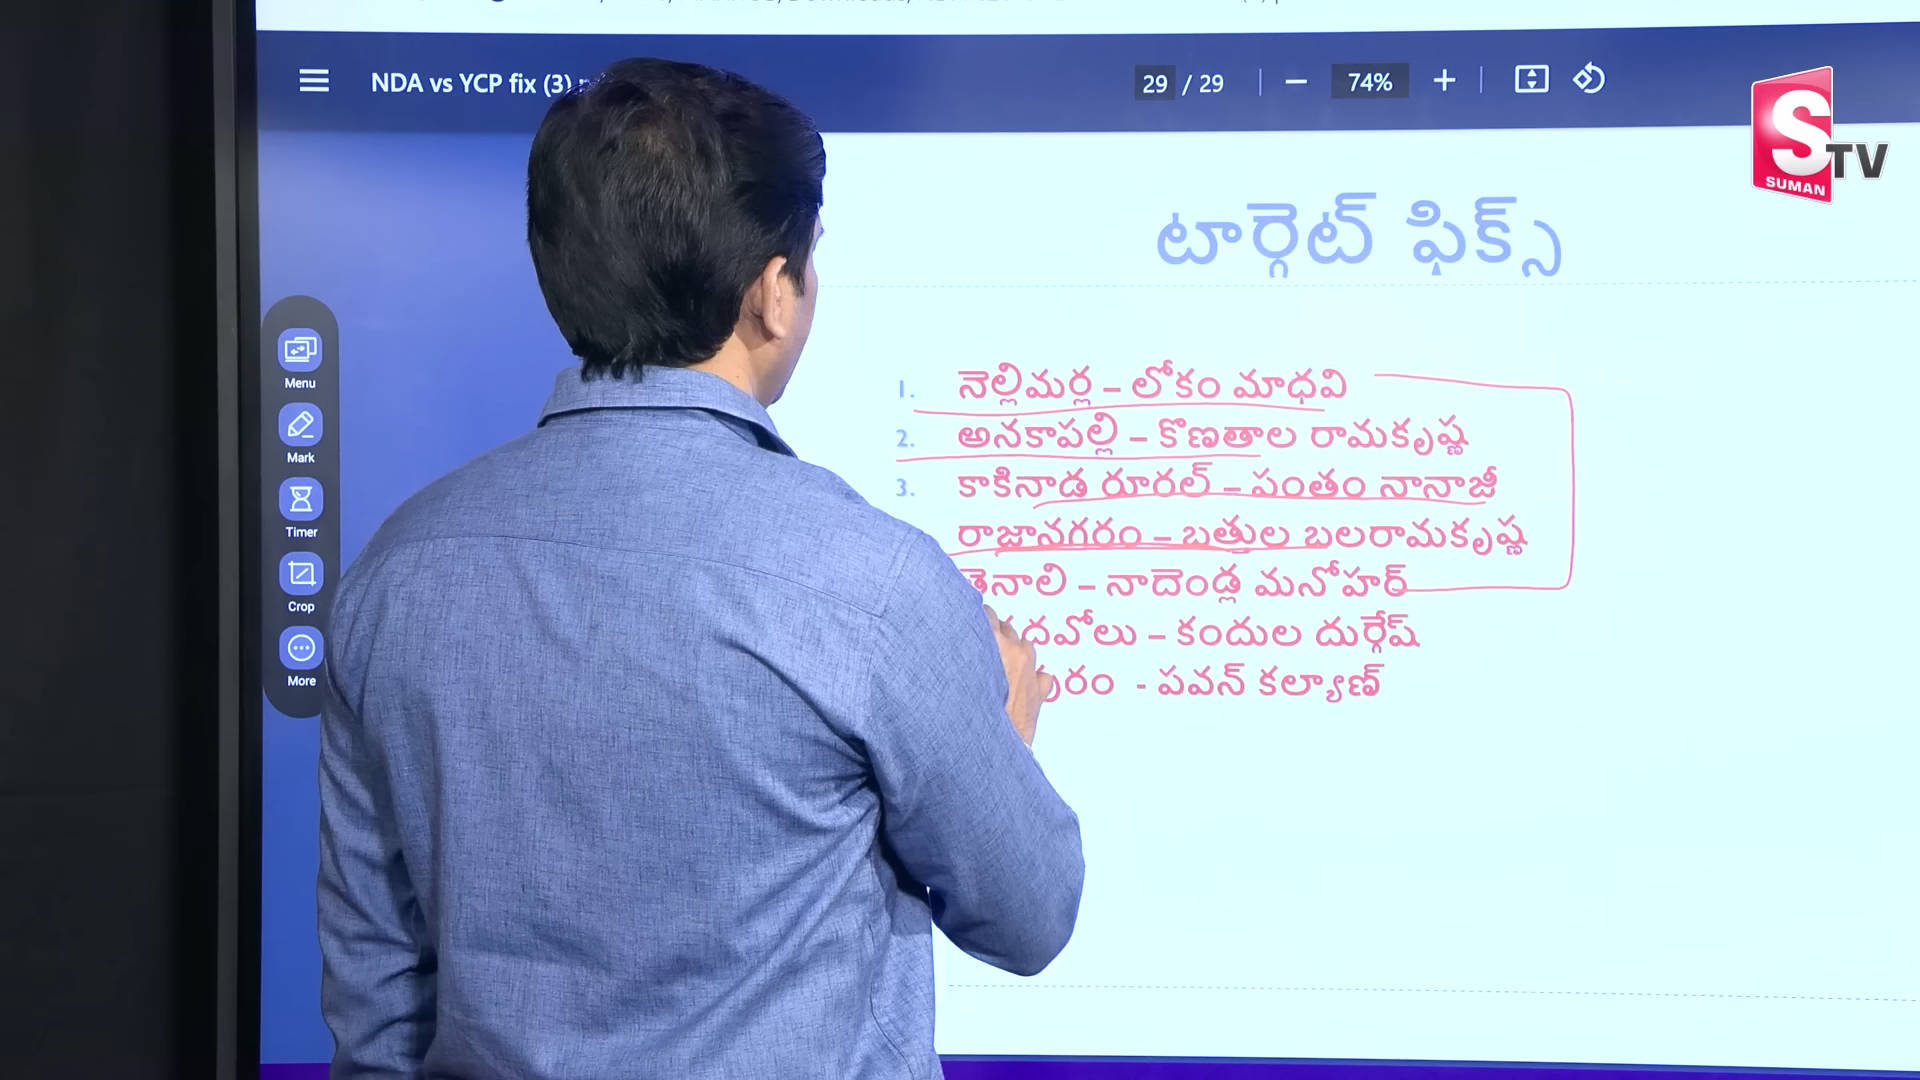 NDA vs YCP fix (3)
29 / 29
74%
S TV
SUMAN
టార్గెట్ ఫిక్స్
Menu
Mark
Timer
Crop
More
1. నెల్లిమర్ల – లోకం మాధవి
2. అనకాపల్లి – కొణతాల రామకృష్ణ
3. కాకినాడ రూరల్ – పంతం నానాజీ
రాజానగరం – బత్తుల బలరామకృష్ణ
తెనాలి – నాదెండ్ల మనోహర్
– కందుల దుర్గేష్
- పవన్ కల్యాణ్